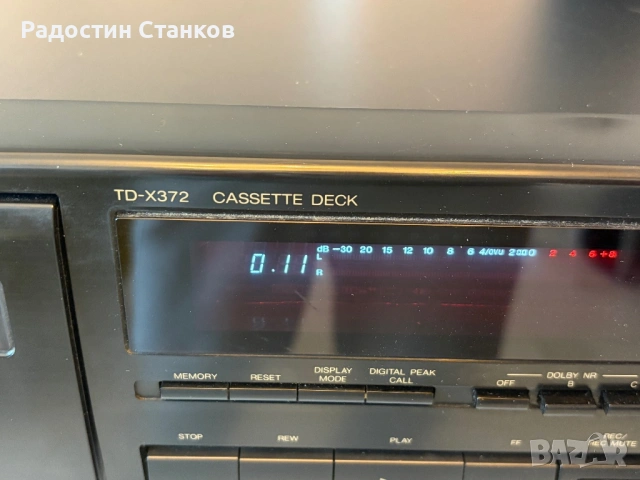 Радостин Станков
TD-X372 CASSETTE DECK
dB -30 20 15 12 10 8 6 4/0VU 2 0 2 4 6 +8
L
0.11
R
MEMORY RESET DISPLAY MODE DIGITAL PEAK CALL OFF DOLBY NR B C
STOP REW PLAY FF REC/REC MUTE
BAZAR